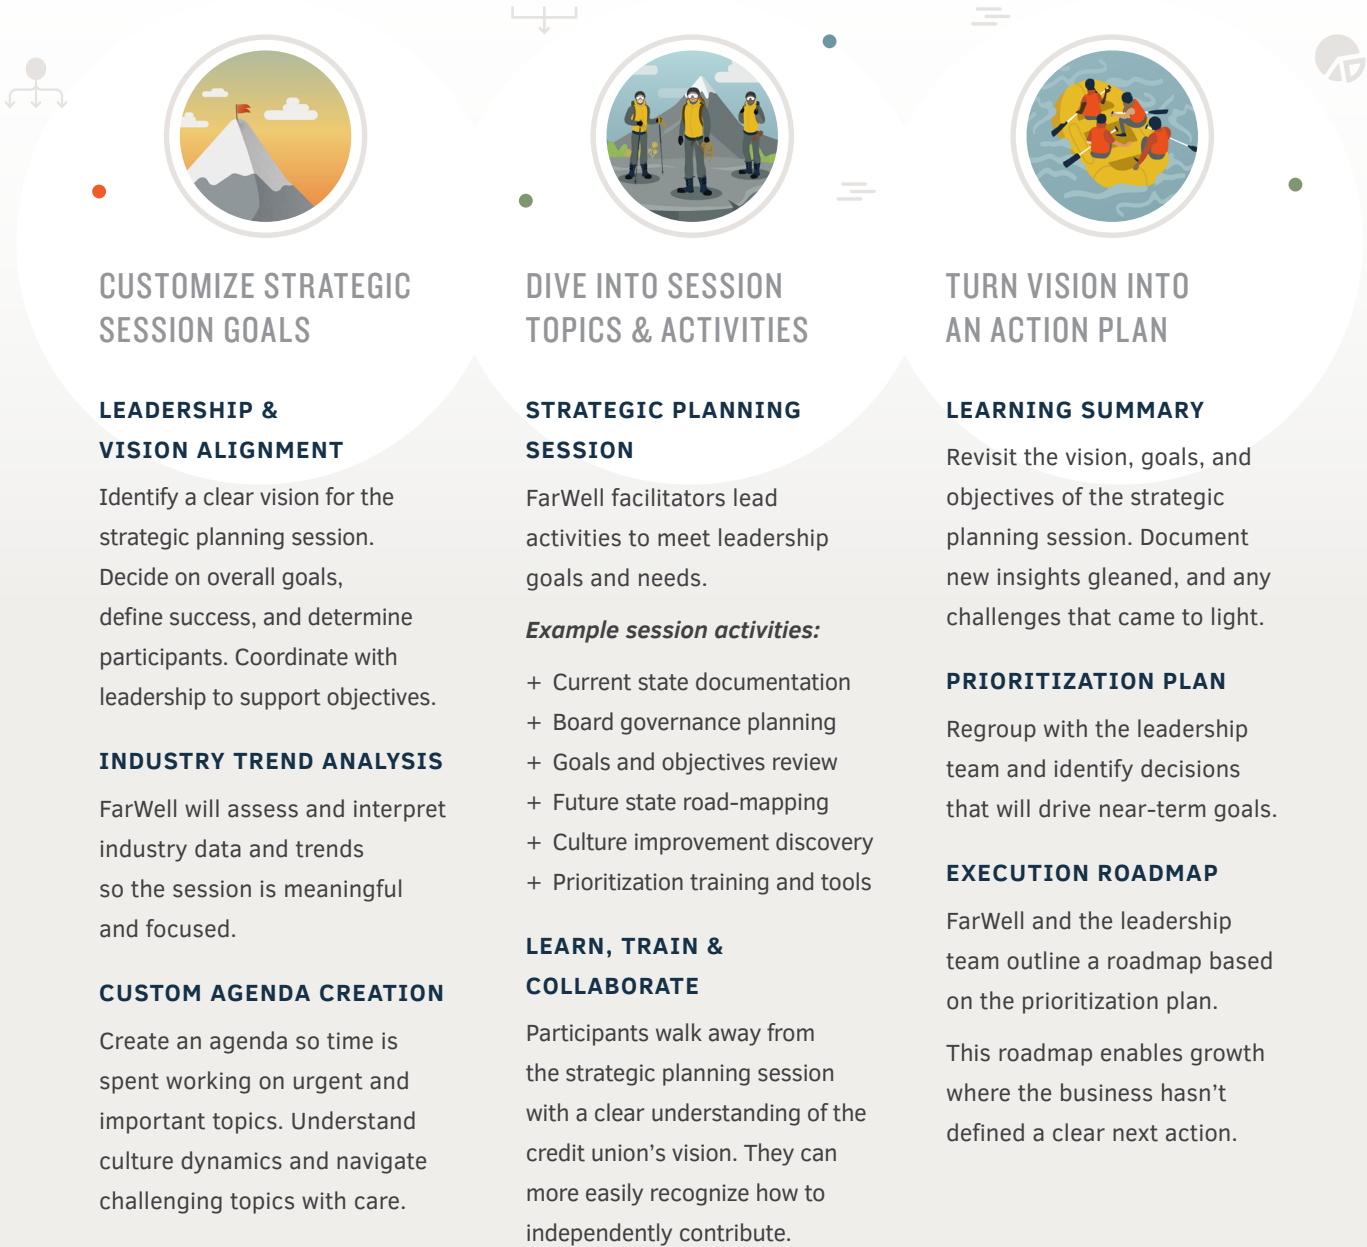 CUSTOMIZE STRATEGIC
SESSION GOALS
LEADERSHIP &
VISION ALIGNMENT
Identify a clear vision for the
strategic planning session.
Decide on overall goals,
define success, and determine
participants. Coordinate with
leadership to support objectives.
INDUSTRY TREND ANALYSIS
FarWell will assess and interpret
industry data and trends
so the session is meaningful
and focused.
CUSTOM AGENDA CREATION
Create an agenda so time is
spent working on urgent and
important topics. Understand
culture dynamics and navigate
challenging topics with care.
DIVE INTO SESSION
TOPICS & ACTIVITIES
STRATEGIC PLANNING
SESSION
FarWell facilitators lead
activities to meet leadership
goals and needs.
Example session activities:
+ Current state documentation
+ Board governance planning
+ Goals and objectives review
+ Future state road-mapping
+ Culture improvement discovery
+ Prioritization training and tools
LEARN, TRAIN &
COLLABORATE
Participants walk away from
the strategic planning session
with a clear understanding of the
credit union’s vision. They can
more easily recognize how to
independently contribute.
TURN VISION INTO
AN ACTION PLAN
LEARNING SUMMARY
Revisit the vision, goals, and
objectives of the strategic
planning session. Document
new insights gleaned, and any
challenges that came to light.
PRIORITIZATION PLAN
Regroup with the leadership
team and identify decisions
that will drive near-term goals.
EXECUTION ROADMAP
FarWell and the leadership
team outline a roadmap based
on the prioritization plan.
This roadmap enables growth
where the business hasn’t
defined a clear next action.